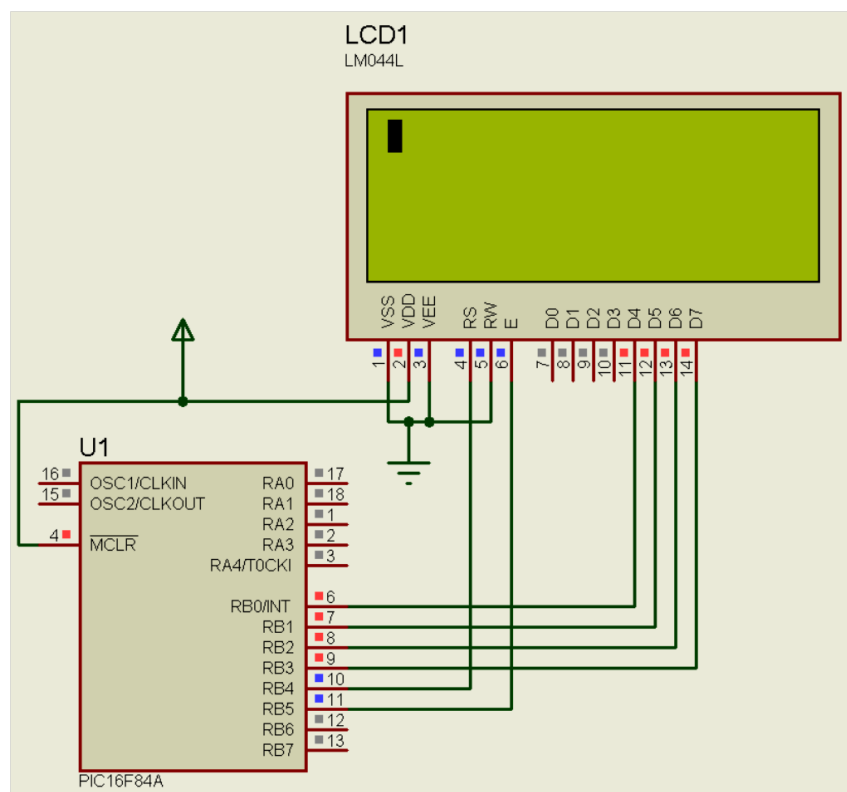 LCD1
LM044L
VSS VDD VEE RS RW E D0 D1 D2 D3 D4 D5 D6 D7
1 2 3 4 5 6 7 8 9 10 11 12 13 14
U1
16 OSC1/CLKIN RA0 17
15 OSC2/CLKOUT RA1 18
RA2 1
4 MCLR RA3 2
RA4/T0CKI 3
RB0/INT 6
RB1 7
RB2 8
RB3 9
RB4 10
RB5 11
RB6 12
RB7 13
PIC16F84A